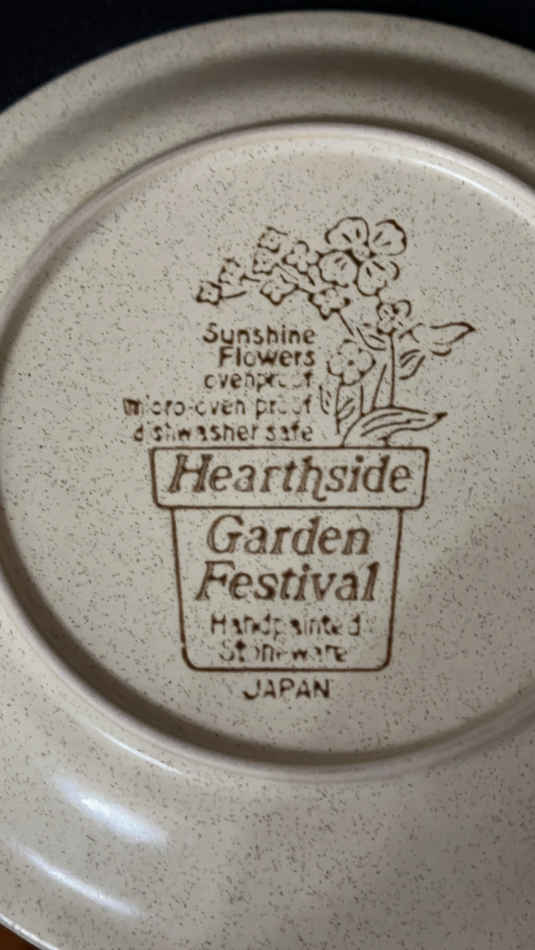 Sunshine
Flowers
ovenproof
micro-oven proof
dishwasher safe
Hearthside
Garden
Festival
Handpainted
Stoneware
JAPAN